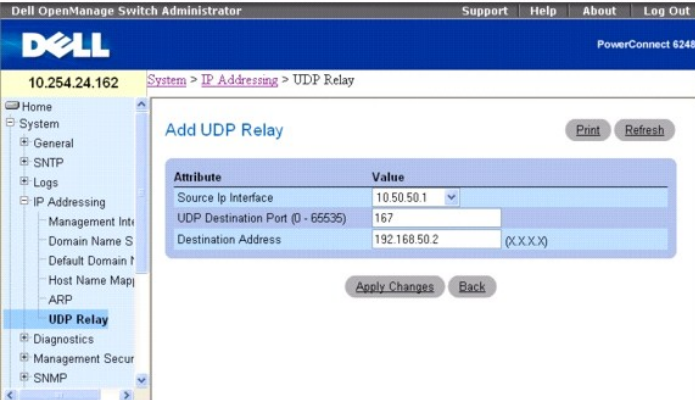 Dell OpenManage Switch Administrator
Support Help About Log Out
DELL
PowerConnect 6248
10.254.24.162
System > IP Addressing > UDP Relay
Home
System
General
SNTP
Logs
IP Addressing
Management Inte
Domain Name S
Default Domain N
Host Name Mapp
ARP
UDP Relay
Diagnostics
Management Secur
SNMP
Add UDP Relay
Print Refresh
Attribute Value
Source Ip Interface 10.50.50.1
UDP Destination Port (0 - 65535) 167
Destination Address 192.168.50.2 (X.X.X.X)
Apply Changes Back